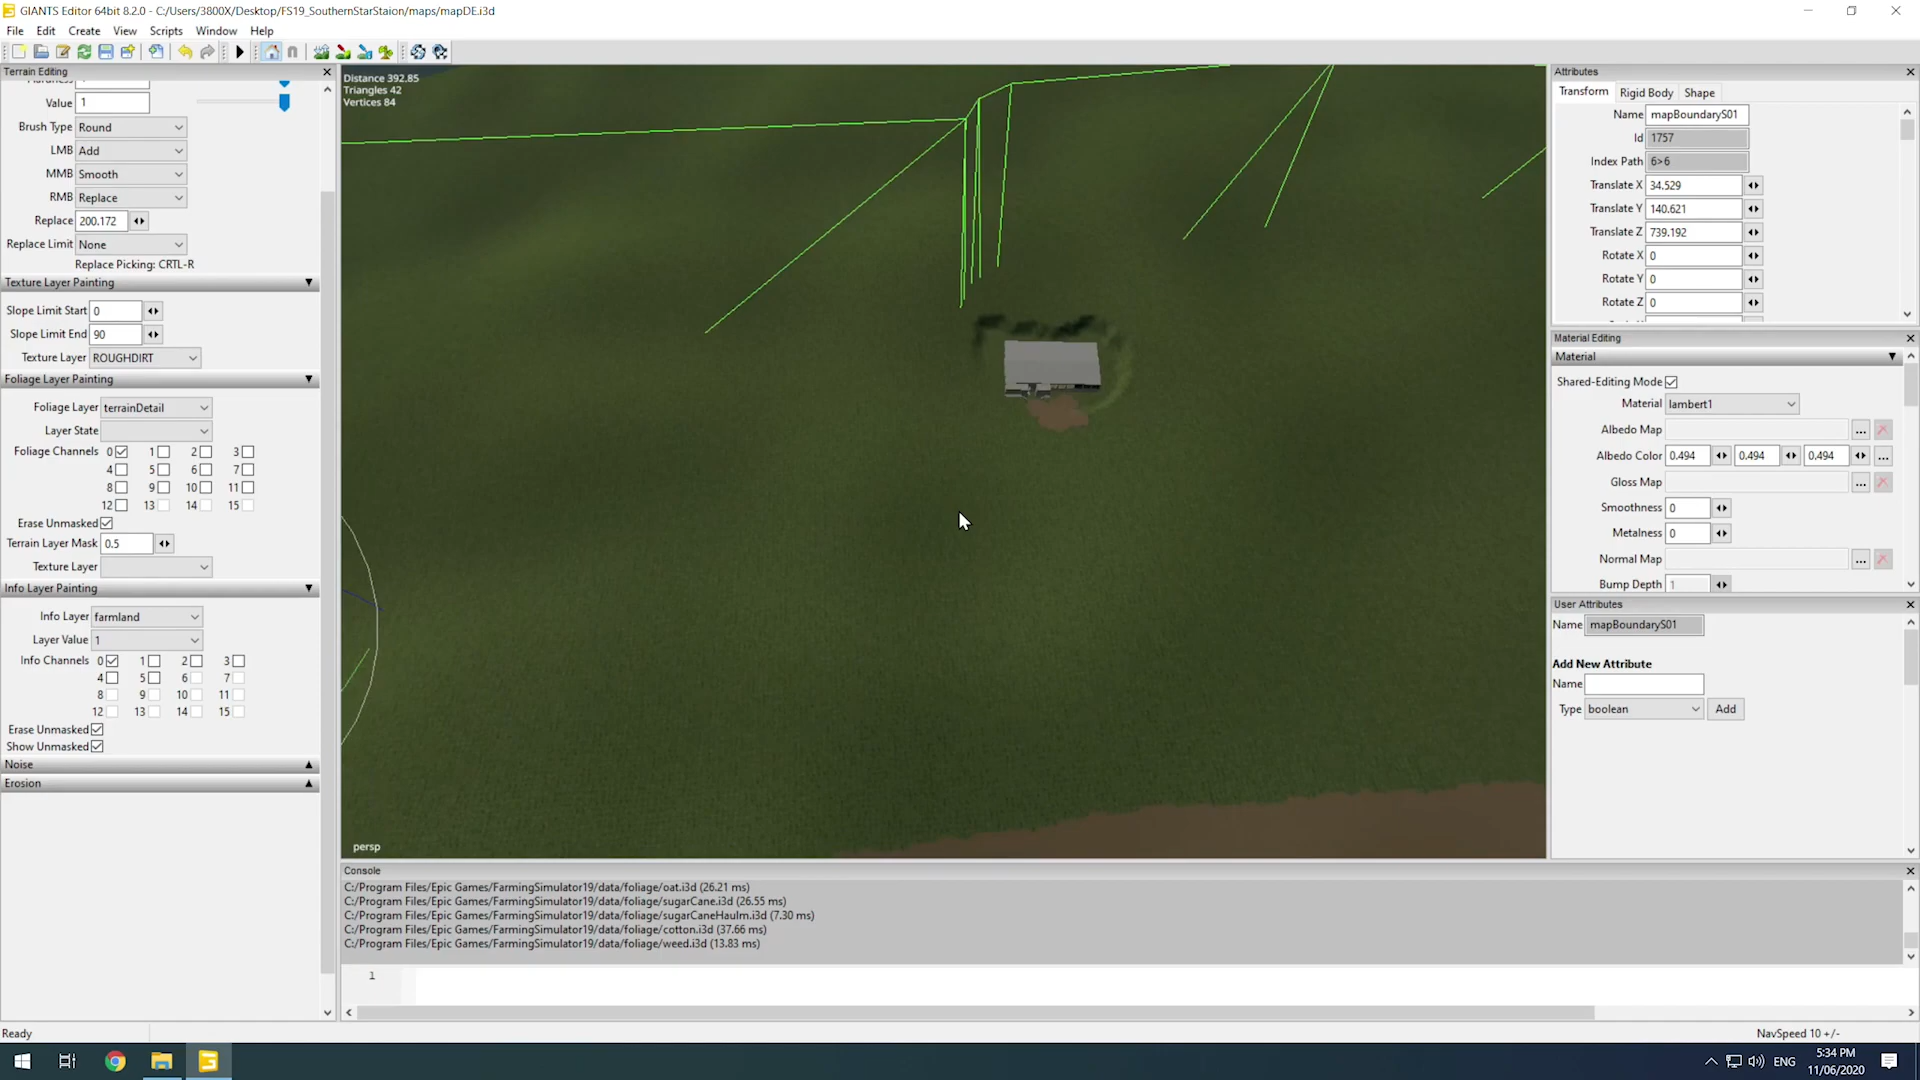 GIANTS Editor 64bit 8.2.0 - C:/Users/3800X/Desktop/FS19_SouthernStarStaion/maps/mapDE.i3d
File Edit Create View Scripts Window Help
Terrain Editing
Value 1
Brush Type Round
LMB Add
MMB Smooth
RMB Replace
Replace 200.172
Replace Limit None
Replace Picking: CRTL-R
Texture Layer Painting
Slope Limit Start 0
Slope Limit End 90
Texture Layer ROUGHDIRT
Foliage Layer Painting
Foliage Layer terrainDetail
Layer State
Foliage Channels 0 1 2 3
4 5 6 7
8 9 10 11
12 13 14 15
Erase Unmasked
Terrain Layer Mask 0.5
Texture Layer
Info Layer Painting
Info Layer farmland
Layer Value 1
Info Channels 0 1 2 3
4 5 6 7
8 9 10 11
12 13 14 15
Erase Unmasked
Show Unmasked
Noise
Erosion
Distance 392.85
Triangles 42
Vertices 84
persp
Console
C:/Program Files/Epic Games/FarmingSimulator19/data/foliage/oat.i3d (26.21 ms)
C:/Program Files/Epic Games/FarmingSimulator19/data/foliage/sugarCane.i3d (26.55 ms)
C:/Program Files/Epic Games/FarmingSimulator19/data/foliage/sugarCaneHaulm.i3d (7.30 ms)
C:/Program Files/Epic Games/FarmingSimulator19/data/foliage/cotton.i3d (37.66 ms)
C:/Program Files/Epic Games/FarmingSimulator19/data/foliage/weed.i3d (13.83 ms)
1
Attributes
Transform Rigid Body Shape
Name mapBoundaryS01
Id 1757
Index Path 6>6
Translate X 34.529
Translate Y 140.621
Translate Z 739.192
Rotate X 0
Rotate Y 0
Rotate Z 0
Material Editing
Material
Shared-Editing Mode
Material lambert1
Albedo Map ...
Albedo Color 0.494 0.494 0.494 ...
Gloss Map ...
Smoothness 0
Metalness 0
Normal Map ...
Bump Depth 1
User Attributes
Name mapBoundaryS01
Add New Attribute
Name
Type boolean Add
Ready
NavSpeed 10 +/-
ENG
5:34 PM
11/06/2020